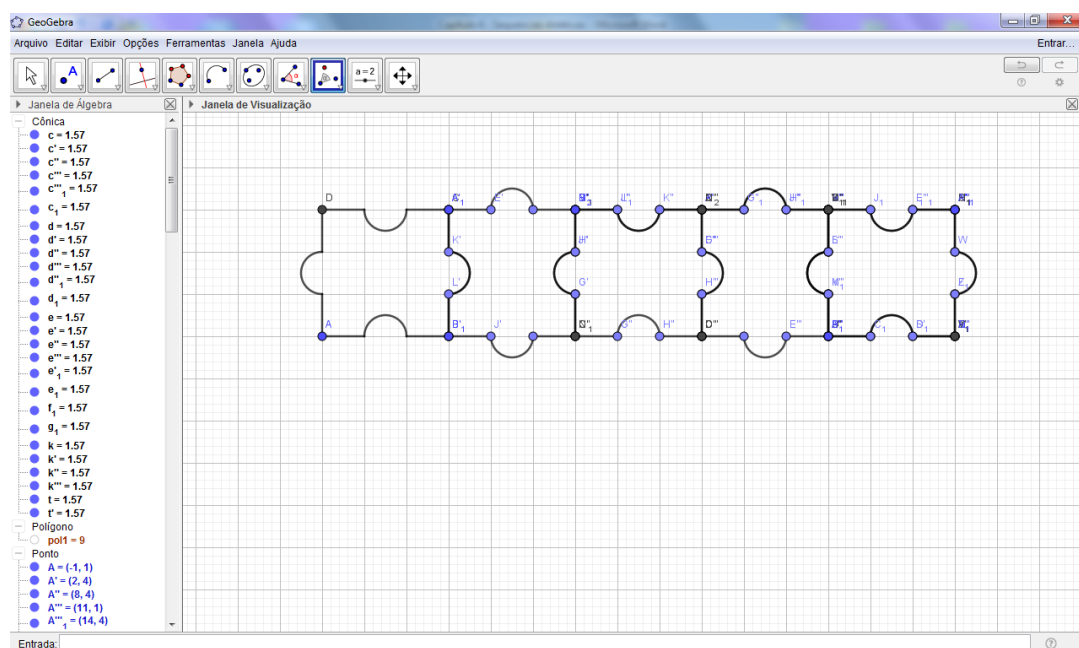 GeoGebra
Arquivo Editar Exibir Opções Ferramentas Janela Ajuda
Entrar...
a = 2
Janela de Álgebra
Janela de Visualização
Cônica
c = 1.57
c' = 1.57
c'' = 1.57
c''' = 1.57
c'''₁ = 1.57
c₁ = 1.57
d = 1.57
d' = 1.57
d'' = 1.57
d''' = 1.57
d''₁ = 1.57
d₁ = 1.57
e = 1.57
e' = 1.57
e'' = 1.57
e''' = 1.57
e'₁ = 1.57
e₁ = 1.57
f₁ = 1.57
g₁ = 1.57
k = 1.57
k' = 1.57
k'' = 1.57
k''' = 1.57
t = 1.57
t' = 1.57
Polígono
pol1 = 9
Ponto
A = (-1, 1)
A' = (2, 4)
A'' = (8, 4)
A''' = (11, 1)
A'''₁ = (14, 4)
D E' K'' J₁
K' W
L' G' H''' E₁
A B'₁ J' G'' H'' D''' E''' C₁ B'₁
Entrada: